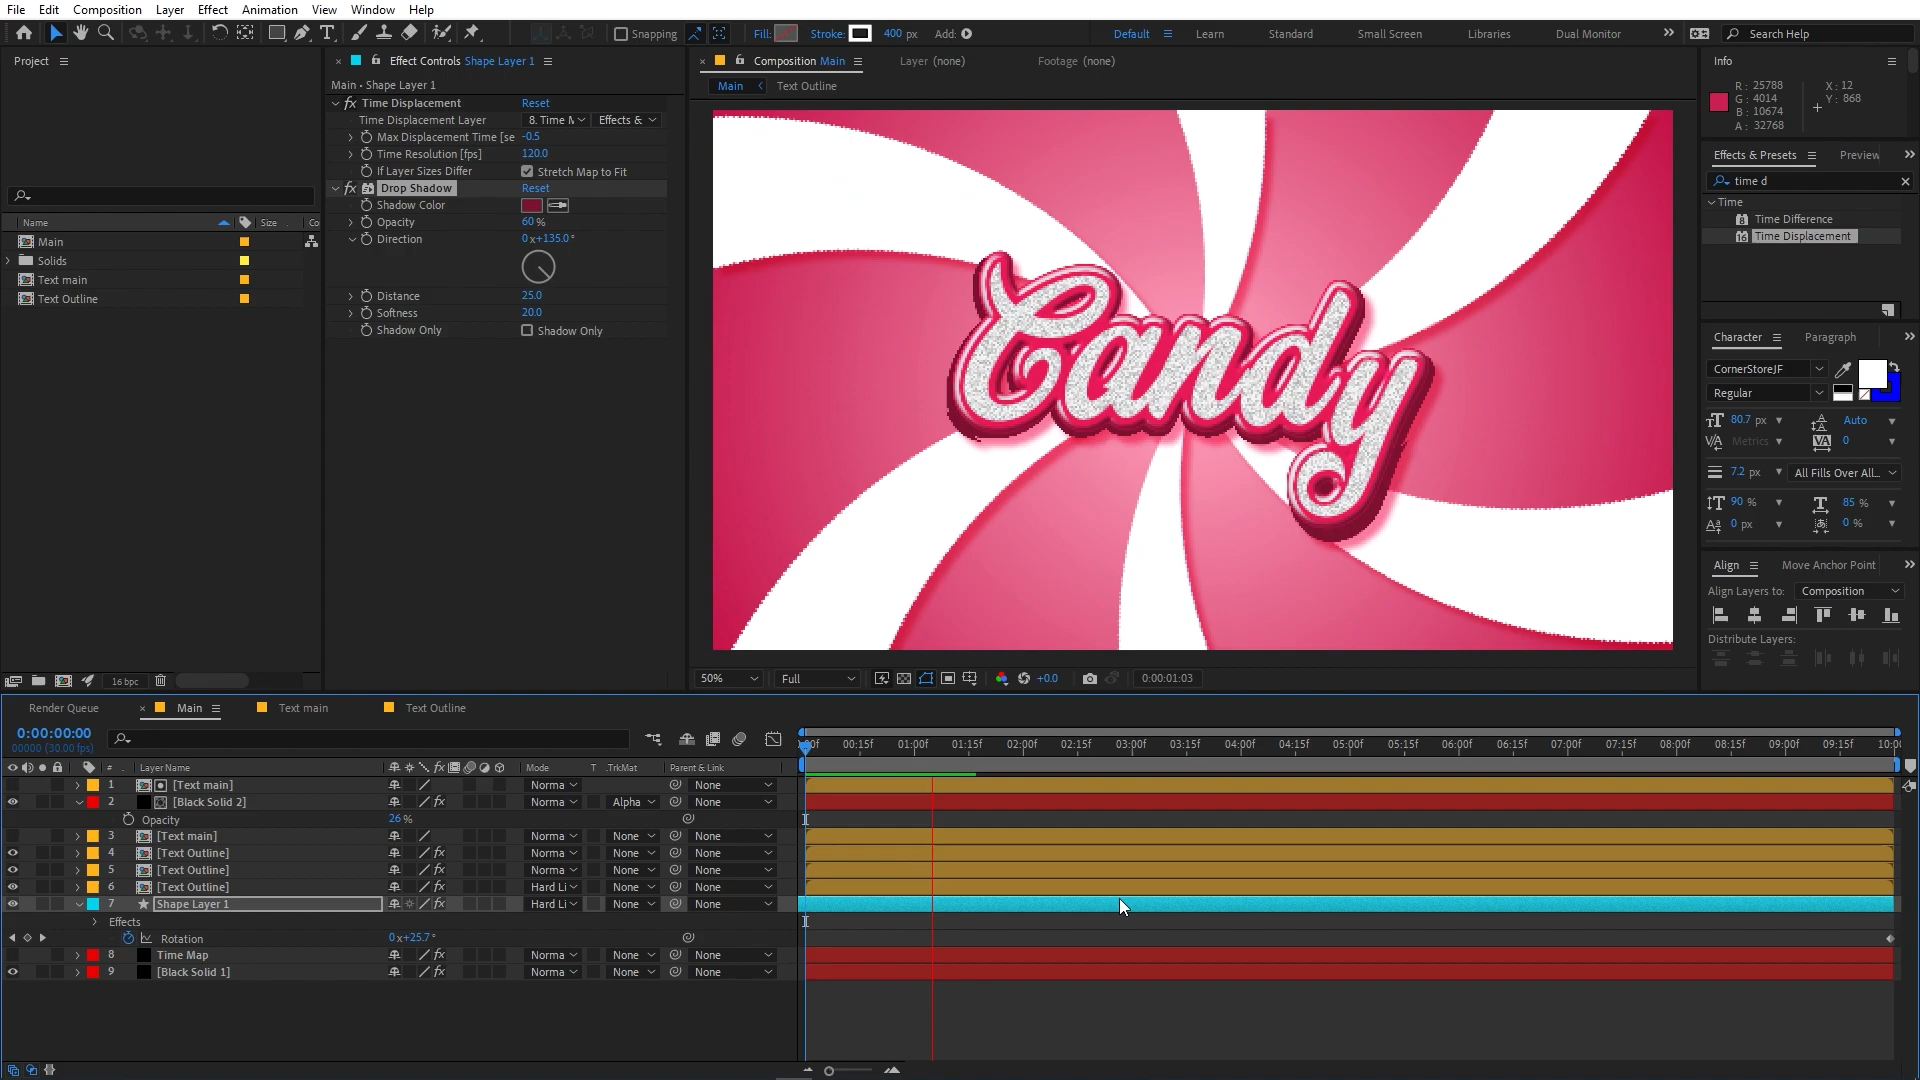 File Edit Composition Layer Effect Animation View Window Help
Snapping Fill: Stroke: 400 px Add: Default Learn Standard Small Screen Libraries Dual Monitor Search Help
Project
Name Size Co
Main
Solids
Text main
Text Outline
16 bpc
Effect Controls Shape Layer 1
Main • Shape Layer 1
fx Time Displacement Reset
Time Displacement Layer 8. Time M Effects &
Max Displacement Time [se -0.5
Time Resolution [fps] 120.0
If Layer Sizes Differ Stretch Map to Fit
fx Drop Shadow Reset
Shadow Color
Opacity 60 %
Direction 0x+135.0°
Distance 25.0
Softness 20.0
Shadow Only Shadow Only
Composition Main Layer (none) Footage (none)
Main Text Outline
Candy
50% Full +0.0 0:00:01:03
Info
R: 25788 X: 12
G: 4014 Y: 868
B: 10674
A: 32768
Effects & Presets Preview
time d
Time
Time Difference
Time Displacement
Character Paragraph
CornerStoreJF
Regular
80.7 px Auto
Metrics 0
7.2 px All Fills Over All...
90 % 85 %
0 px 0 %
Align Move Anchor Point
Align Layers to: Composition
Distribute Layers:
Render Queue Main Text main Text Outline
0:00:00:00
00000 (30.00 fps)
00f 00:15f 01:00f 01:15f 02:00f 02:15f 03:00f 03:15f 04:00f 04:15f 05:00f 05:15f 06:00f 06:15f 07:00f 07:15f 08:00f 08:15f 09:00f 09:15f 10:00
# Layer Name fx Mode T .TrkMat Parent & Link
1 [Text main] Norma None
2 [Black Solid 2] fx Norma Alpha None
Opacity 26 %
3 [Text main] Norma None None
4 [Text Outline] fx Norma None None
5 [Text Outline] fx Norma None None
6 [Text Outline] fx Hard Li None None
7 Shape Layer 1 fx Hard Li None None
Effects
Rotation 0x+25.7°
8 Time Map fx Norma None None
9 [Black Solid 1] fx Norma None None